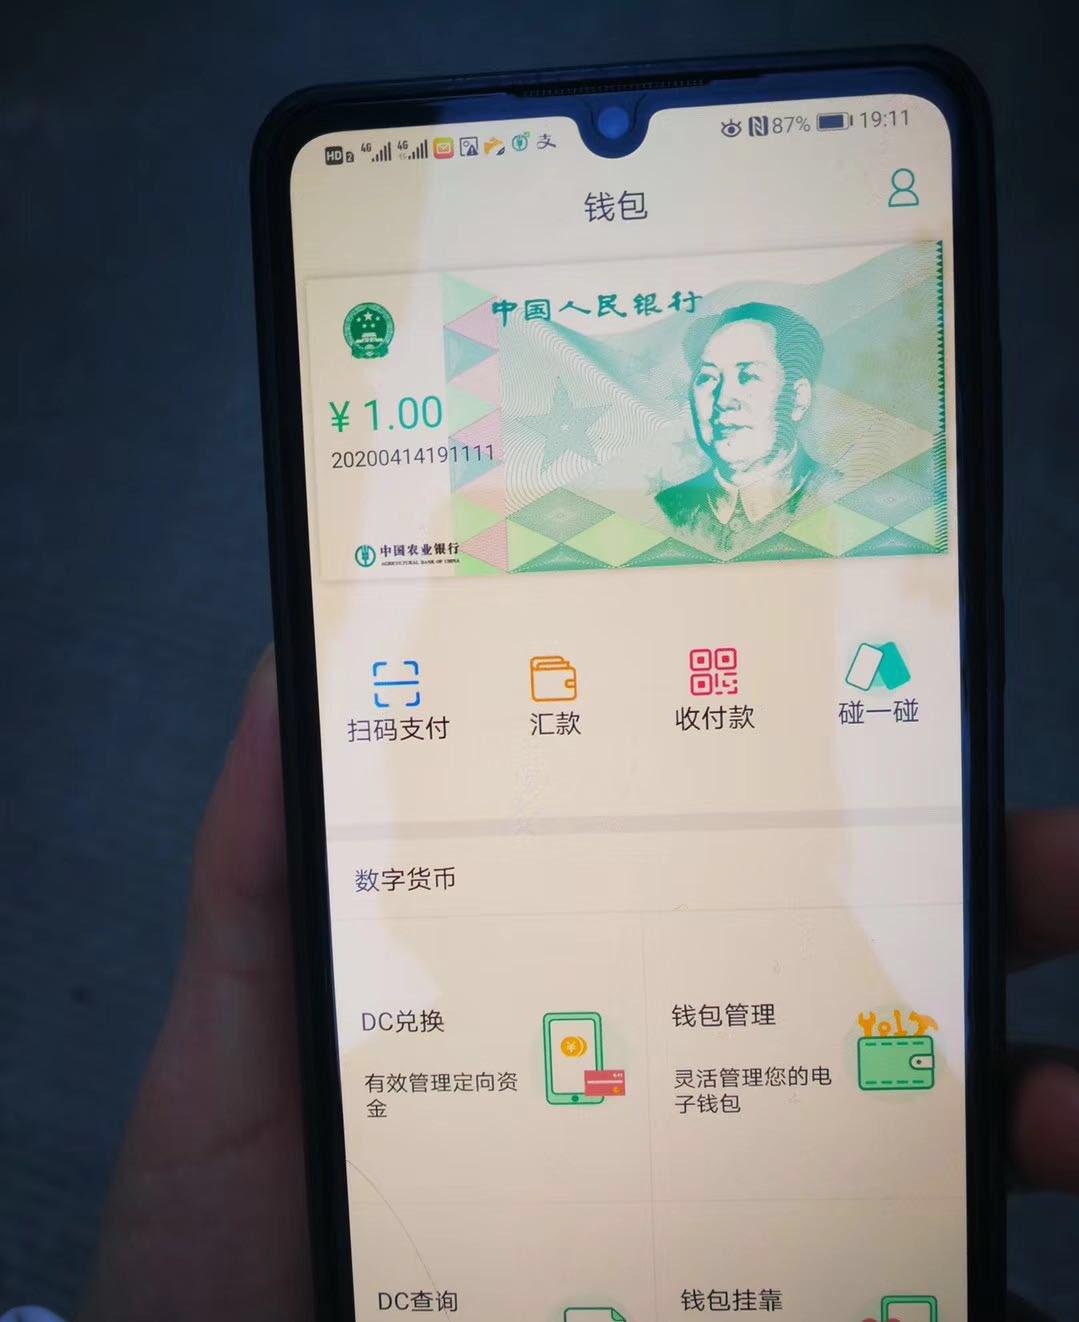 HD 2 4G 4G 支 87% 19:11
钱包
中国人民银行
¥ 1.00
20200414191111
中国农业银行
AGRICULTURAL BANK OF CHINA
扫码支付 汇款 收付款 碰一碰
数字货币
DC兑换 钱包管理
有效管理定向资 灵活管理您的电
金 子钱包
DC查询 钱包挂靠